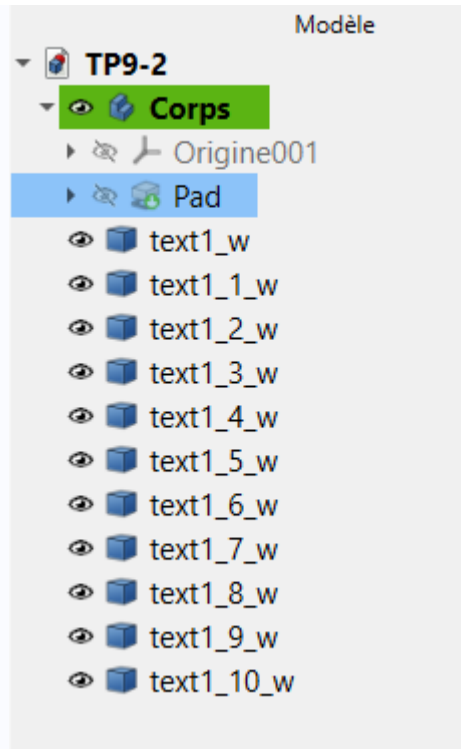 Modèle
TP9-2
Corps
Origine001
Pad
text1_w
text1_1_w
text1_2_w
text1_3_w
text1_4_w
text1_5_w
text1_6_w
text1_7_w
text1_8_w
text1_9_w
text1_10_w